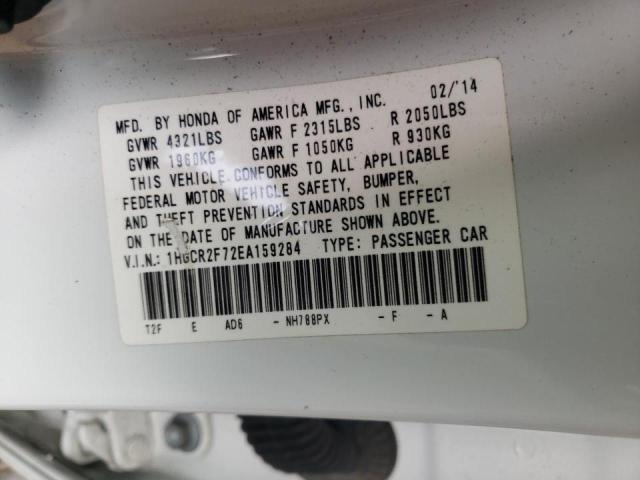 MFD. BY HONDA OF AMERICA MFG., INC. 02/'14
GVWR 4321LBS GAWR F 2315LBS R 2050LBS
GVWR 1960KG GAWR F 1050KG R 930KG
THIS VEHICLE CONFORMS TO ALL APPLICABLE
FEDERAL MOTOR VEHICLE SAFETY, BUMPER,
AND THEFT PREVENTION STANDARDS IN EFFECT
ON THE DATE OF MANUFACTURE SHOWN ABOVE.
V.I.N.: 1HGCR2F72EA159284 TYPE: PASSENGER CAR
T2F E AD6 -NH788PX -F -A